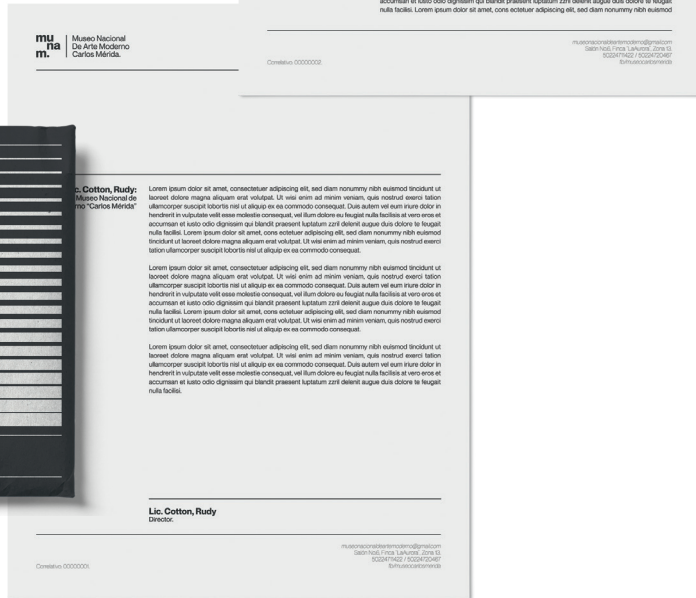 accumsan et iusto odio dignissim qui blandit praesent luptatum zzril delenit augue duis dolore te feugait
nulla facilisi. Lorem ipsum dolor sit amet, cons ectetuer adipiscing elit, sed diam nonummy nibh euismod
museonacionaldeartemoderno@gmail.com
Salón No6, Finca ¨LaAurora¨, Zona 13.
5022471422 / 50224720467
fb/museocarlosmerida
Correlativo. 00000002.
mu
na
m.
Museo Nacional
De Arte Moderno
Carlos Mérida.
c. Cotton, Rudy:
Museo Nacional de
no "Carlos Mérida"
Lorem ipsum dolor sit amet, consectetuer adipiscing elit, sed diam nonummy nibh euismod tincidunt ut
laoreet dolore magna aliquam erat volutpat. Ut wisi enim ad minim veniam, quis nostrud exerci tation
ullamcorper suscipit lobortis nisl ut aliquip ex ea commodo consequat. Duis autem vel eum iriure dolor in
hendrerit in vulputate velit esse molestie consequat, vel illum dolore eu feugiat nulla facilisis at vero eros et
accumsan et iusto odio dignissim qui blandit praesent luptatum zzril delenit augue duis dolore te feugait
nulla facilisi. Lorem ipsum dolor sit amet, cons ectetuer adipiscing elit, sed diam nonummy nibh euismod
tincidunt ut laoreet dolore magna aliquam erat volutpat. Ut wisi enim ad minim veniam, quis nostrud exerci
tation ullamcorper suscipit lobortis nisl ut aliquip ex ea commodo consequat.
Lorem ipsum dolor sit amet, consectetuer adipiscing elit, sed diam nonummy nibh euismod tincidunt ut
laoreet dolore magna aliquam erat volutpat. Ut wisi enim ad minim veniam, quis nostrud exerci tation
ullamcorper suscipit lobortis nisl ut aliquip ex ea commodo consequat. Duis autem vel eum iriure dolor in
hendrerit in vulputate velit esse molestie consequat, vel illum dolore eu feugiat nulla facilisis at vero eros et
accumsan et iusto odio dignissim qui blandit praesent luptatum zzril delenit augue duis dolore te feugait
nulla facilisi. Lorem ipsum dolor sit amet, cons ectetuer adipiscing elit, sed diam nonummy nibh euismod
tincidunt ut laoreet dolore magna aliquam erat volutpat. Ut wisi enim ad minim veniam, quis nostrud exerci
tation ullamcorper suscipit lobortis nisl ut aliquip ex ea commodo consequat.
Lorem ipsum dolor sit amet, consectetuer adipiscing elit, sed diam nonummy nibh euismod tincidunt ut
laoreet dolore magna aliquam erat volutpat. Ut wisi enim ad minim veniam, quis nostrud exerci tation
ullamcorper suscipit lobortis nisl ut aliquip ex ea commodo consequat. Duis autem vel eum iriure dolor in
hendrerit in vulputate velit esse molestie consequat, vel illum dolore eu feugiat nulla facilisis at vero eros et
accumsan et iusto odio dignissim qui blandit praesent luptatum zzril delenit augue duis dolore te feugait
nulla facilisi.
Lic. Cotton, Rudy
Director.
museonacionaldeartemoderno@gmail.com
Salón No6, Finca ¨LaAurora¨, Zona 13.
5022471422 / 50224720467
fb/museocarlosmerida
Correlativo. 00000001.